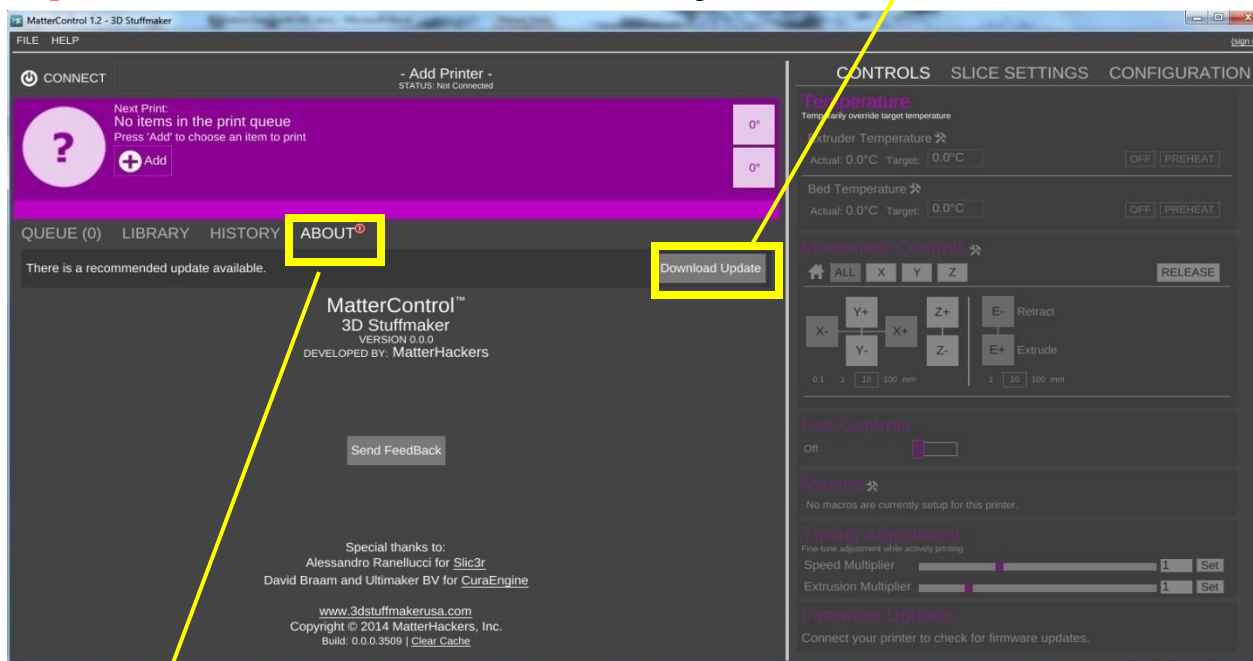 MatterControl 1.2 - 3D Stuffmaker
FILE HELP
(sign
CONNECT
- Add Printer -
STATUS: Not Connected
Next Print:
No items in the print queue
Press 'Add' to choose an item to print
?
Add
0°
0°
QUEUE (0) LIBRARY HISTORY ABOUT
There is a recommended update available.
Download Update
MatterControl™
3D Stuffmaker
VERSION 0.0.0
DEVELOPED BY: MatterHackers
Send FeedBack
Special thanks to:
Alessandro Ranellucci for Slic3r
David Braam and Ultimaker BV for CuraEngine
www.3dstuffmakerusa.com
Copyright © 2014 MatterHackers, Inc.
Build: 0.0.0.3509 | Clear Cache
CONTROLS SLICE SETTINGS CONFIGURATION
Temperature
Temporarily override target temperature
Extruder Temperature
Actual: 0.0°C Target: 0.0°C OFF PREHEAT
Bed Temperature
Actual: 0.0°C Target: 0.0°C OFF PREHEAT
Movement Controls
ALL X Y Z RELEASE
Y+ Z+ E- Retract
X- X+
Y- Z- E+ Extrude
0.1 1 10 100 mm 1 10 100 mm
Fan Controls
Off
Macros
No macros are currently setup for this printer.
Tuning Adjustment
Fine-tune adjustment while actively printing
Speed Multiplier 1 Set
Extrusion Multiplier 1 Set
Firmware Updates
Connect your printer to check for firmware updates.